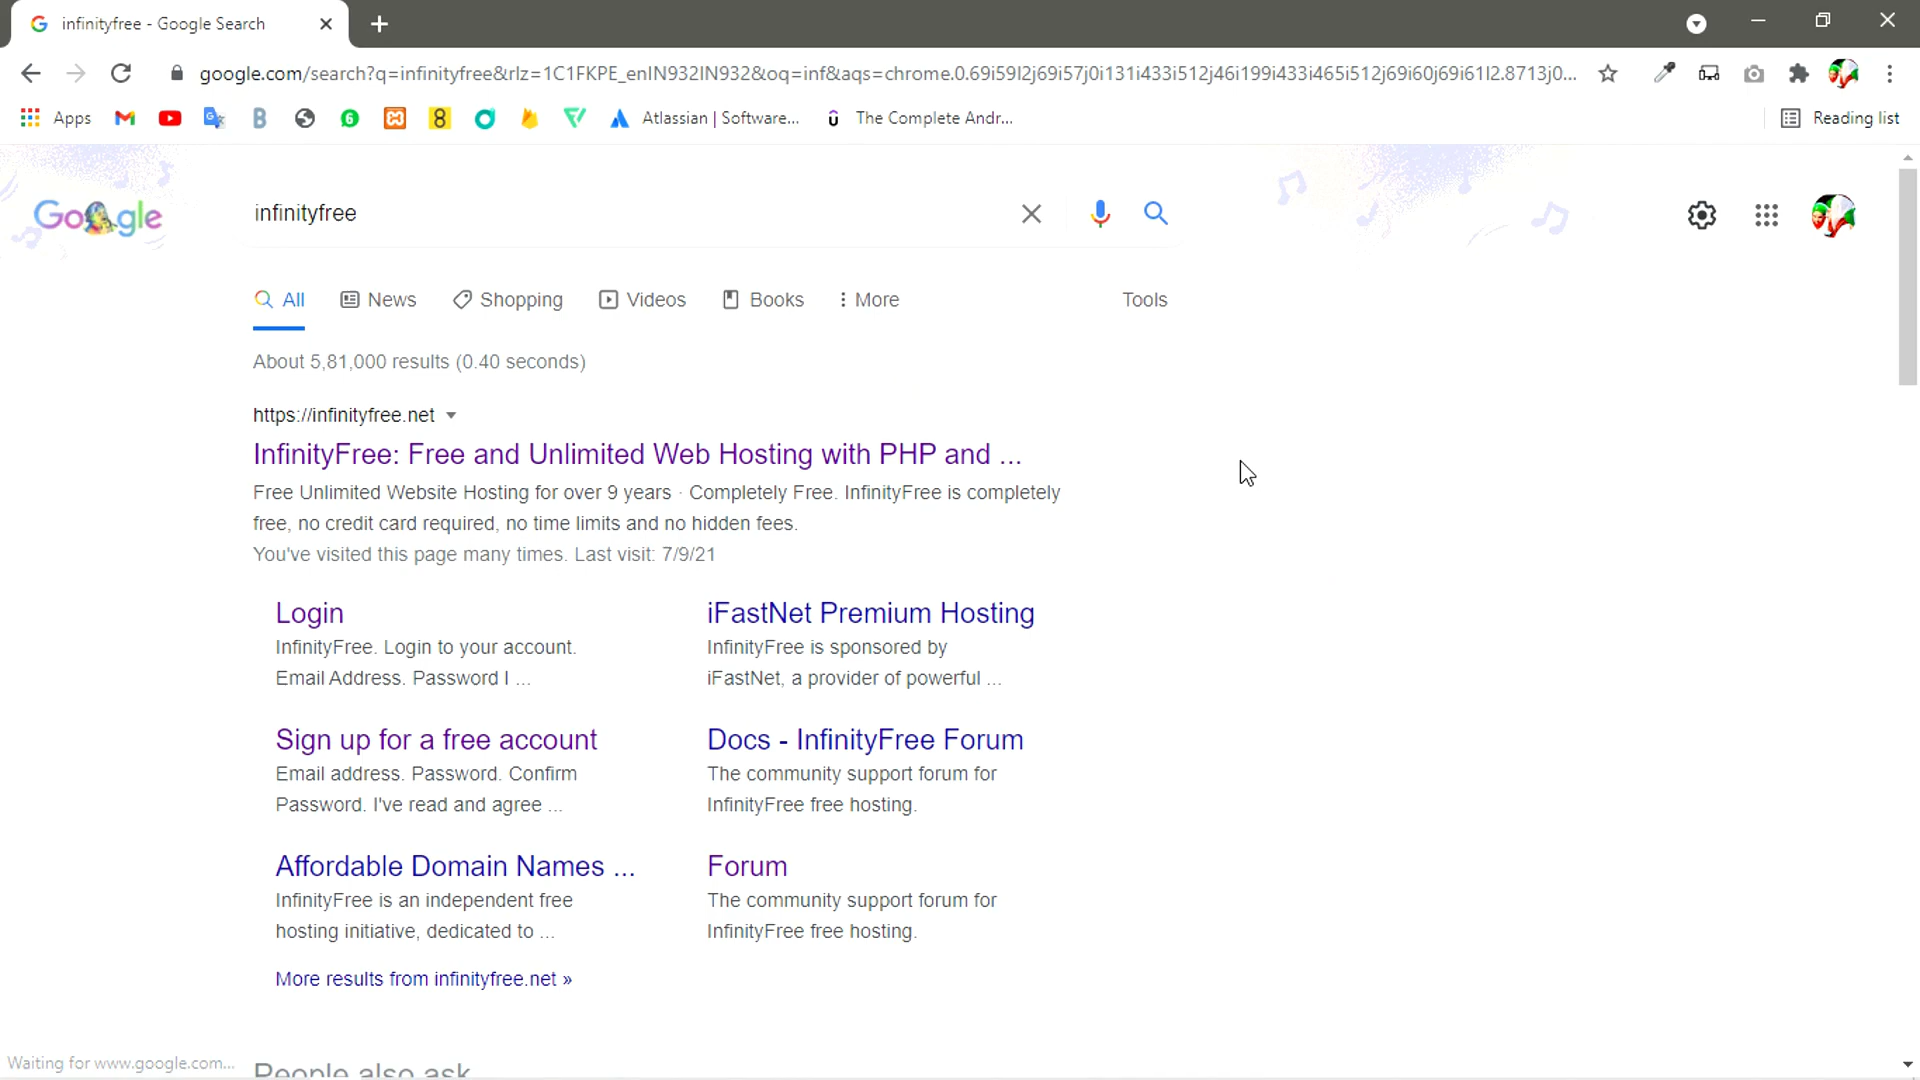 infinityfree - Google Search
google.com/search?q=infinityfree&rlz=1C1FKPE_enIN932IN932&oq=inf&aqs=chrome.0.69i59l2j69i57j0i131i433i512j46i199i433i465i512j69i60j69i61l2.8713j0...
Apps
Atlassian | Software...
The Complete Andr...
Reading list
Google
infinityfree
All News Shopping Videos Books More Tools
About 5,81,000 results (0.40 seconds)
https://infinityfree.net
InfinityFree: Free and Unlimited Web Hosting with PHP and ...
Free Unlimited Website Hosting for over 9 years · Completely Free. InfinityFree is completely
free, no credit card required, no time limits and no hidden fees.
You've visited this page many times. Last visit: 7/9/21
Login
InfinityFree. Login to your account.
Email Address. Password I ...
iFastNet Premium Hosting
InfinityFree is sponsored by
iFastNet, a provider of powerful ...
Sign up for a free account
Email address. Password. Confirm
Password. I've read and agree ...
Docs - InfinityFree Forum
The community support forum for
InfinityFree free hosting.
Affordable Domain Names ...
InfinityFree is an independent free
hosting initiative, dedicated to ...
Forum
The community support forum for
InfinityFree free hosting.
More results from infinityfree.net »
Waiting for www.google.com...
People also ask